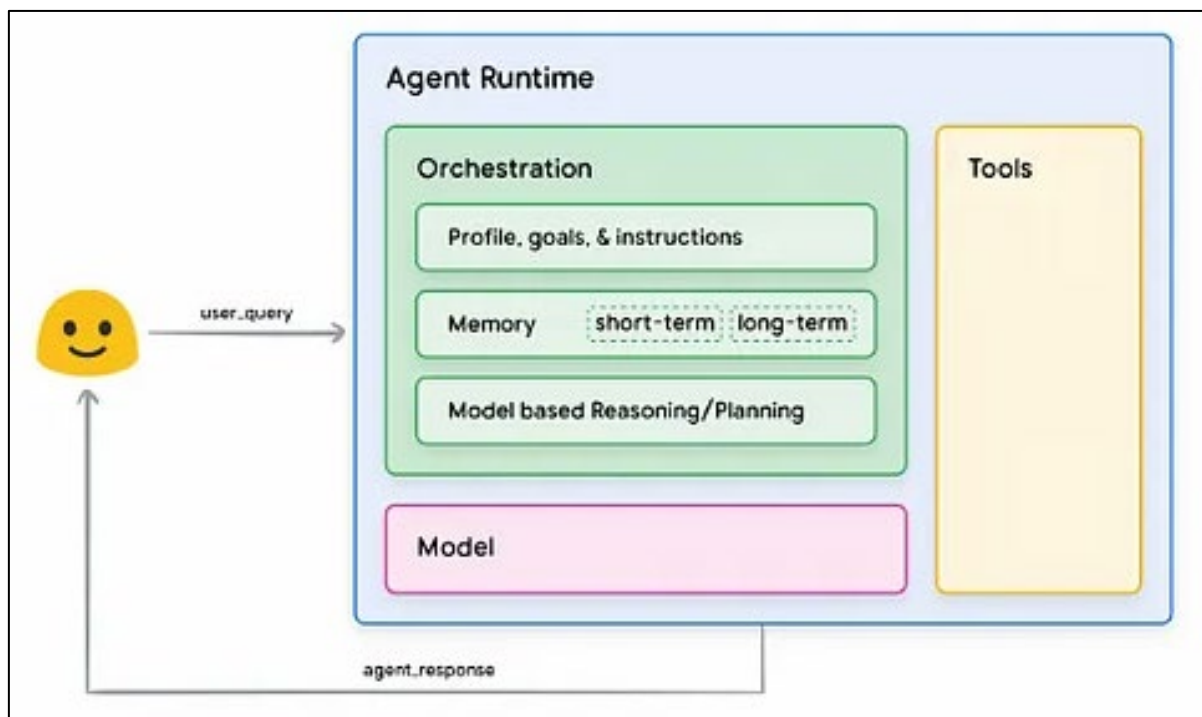 Agent Runtime
Orchestration
Tools
Profile, goals, & instructions
user_query
Memory short-term long-term
Model based Reasoning/Planning
Model
agent_response